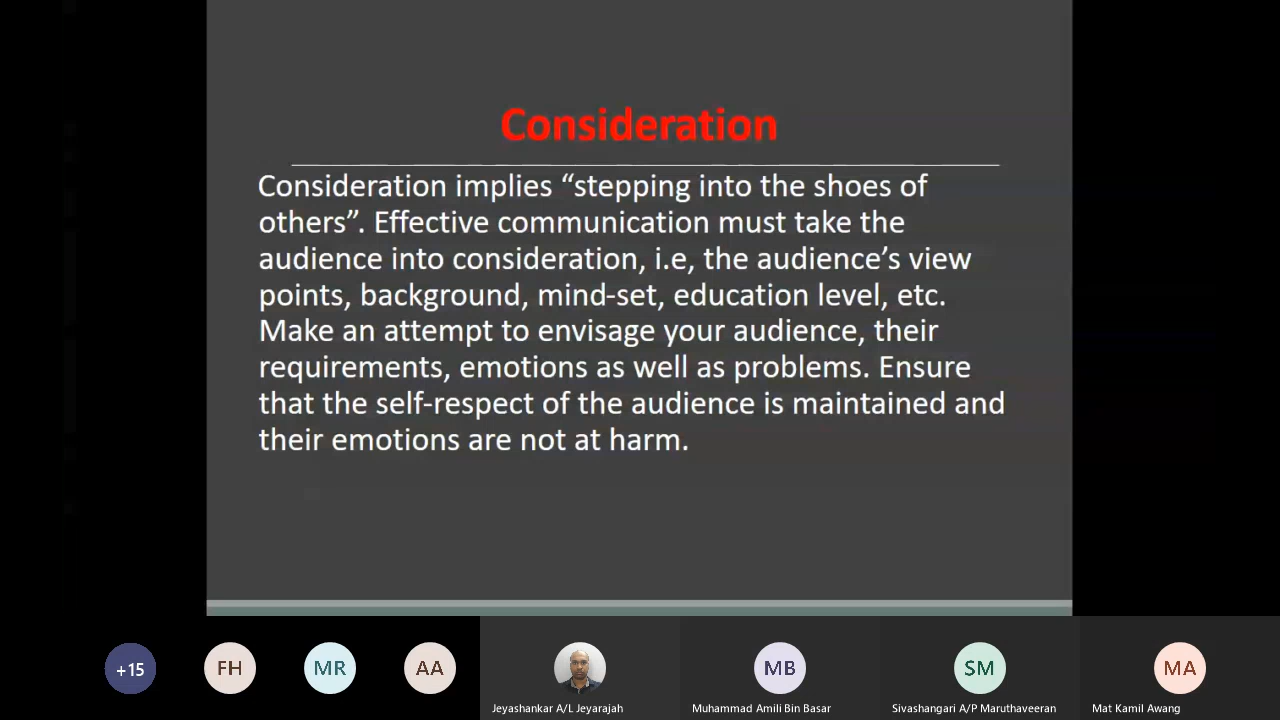 Consideration
Consideration implies “stepping into the shoes of
others”. Effective communication must take the
audience into consideration, i.e, the audience’s view
points, background, mind-set, education level, etc.
Make an attempt to envisage your audience, their
requirements, emotions as well as problems. Ensure
that the self-respect of the audience is maintained and
their emotions are not at harm.
+15
FH
MR
AA
MB
SM
MA
Jeyashankar A/L Jeyarajah
Muhammad Amili Bin Basar
Sivashangari A/P Maruthaveeran
Mat Kamil Awang